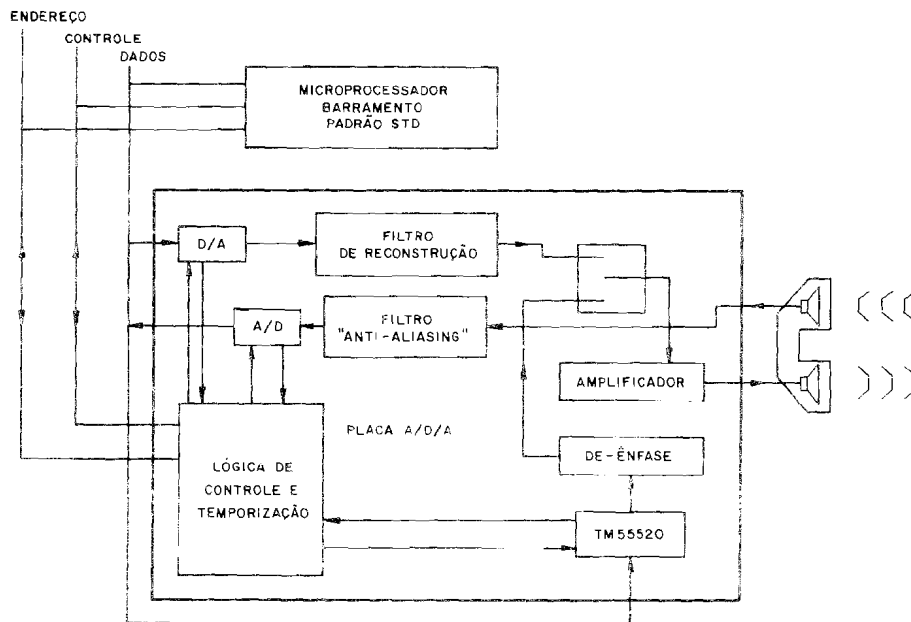 ENDEREÇO
CONTROLE
DADOS
MICROPROCESSADOR
BARRAMENTO
PADRÃO STD
D/A
FILTRO
DE RECONSTRUÇÃO
A/D
FILTRO
"ANTI-ALIASING"
AMPLIFICADOR
PLACA A/D/A
LÓGICA DE
CONTROLE E
TEMPORIZAÇÃO
DE-ÊNFASE
TM55520